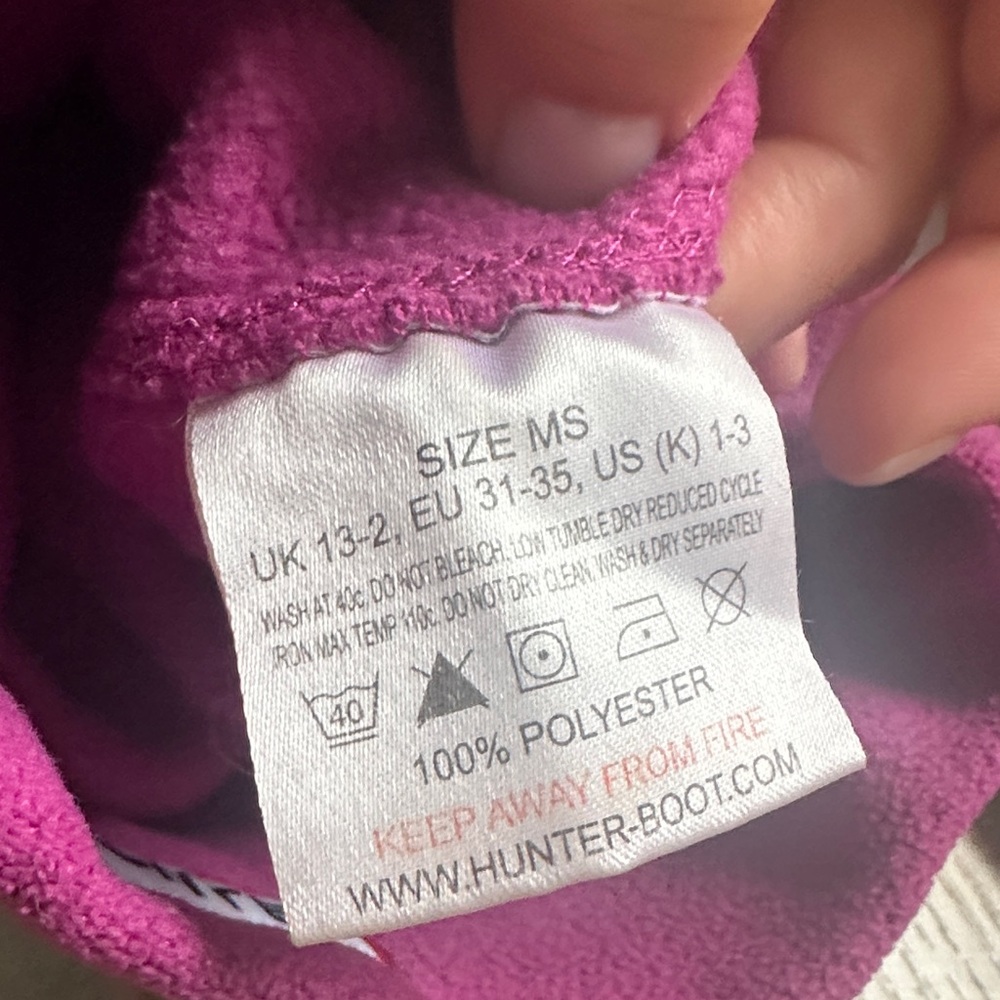 SIZE MS
UK 13-2, EU 31-35, US (K) 1-3
WASH AT 40c. DO NOT BLEACH. LOW TUMBLE DRY REDUCED CYCLE
IRON MAX TEMP 110c. DO NOT DRY CLEAN. WASH & DRY SEPARATELY
40
100% POLYESTER
KEEP AWAY FROM FIRE
WWW.HUNTER-BOOT.COM